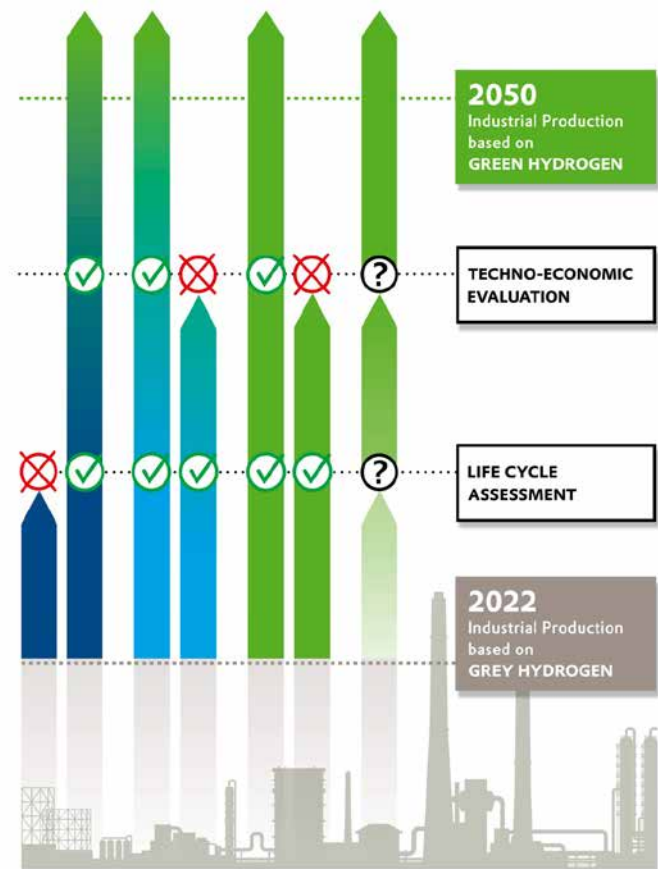 2050
Industrial Production
based on
GREEN HYDROGEN
?
TECHNO-ECONOMIC
EVALUATION
?
LIFE CYCLE
ASSESSMENT
2022
Industrial Production
based on
GREY HYDROGEN